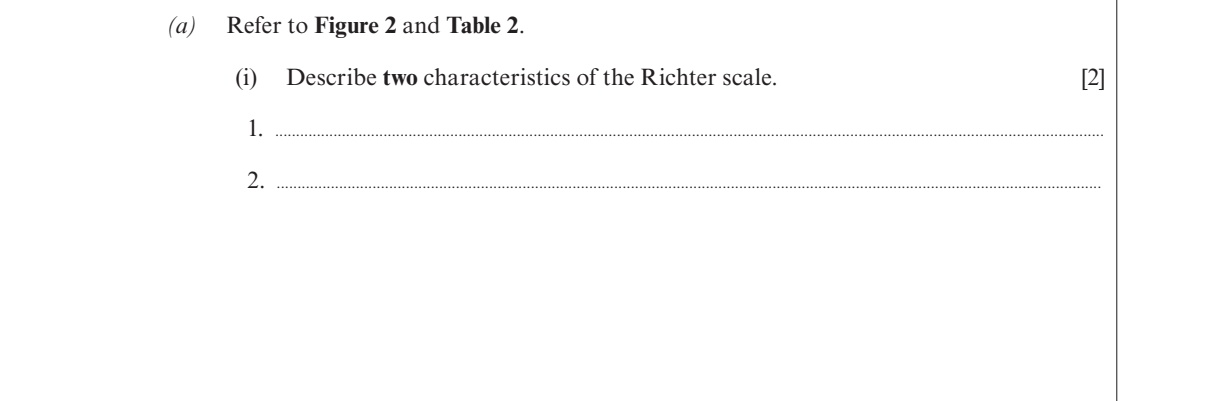 (a) Refer to Figure 2 and Table 2.
(i) Describe two characteristics of the Richter scale. [2]
1. ........................................................................
2. ........................................................................